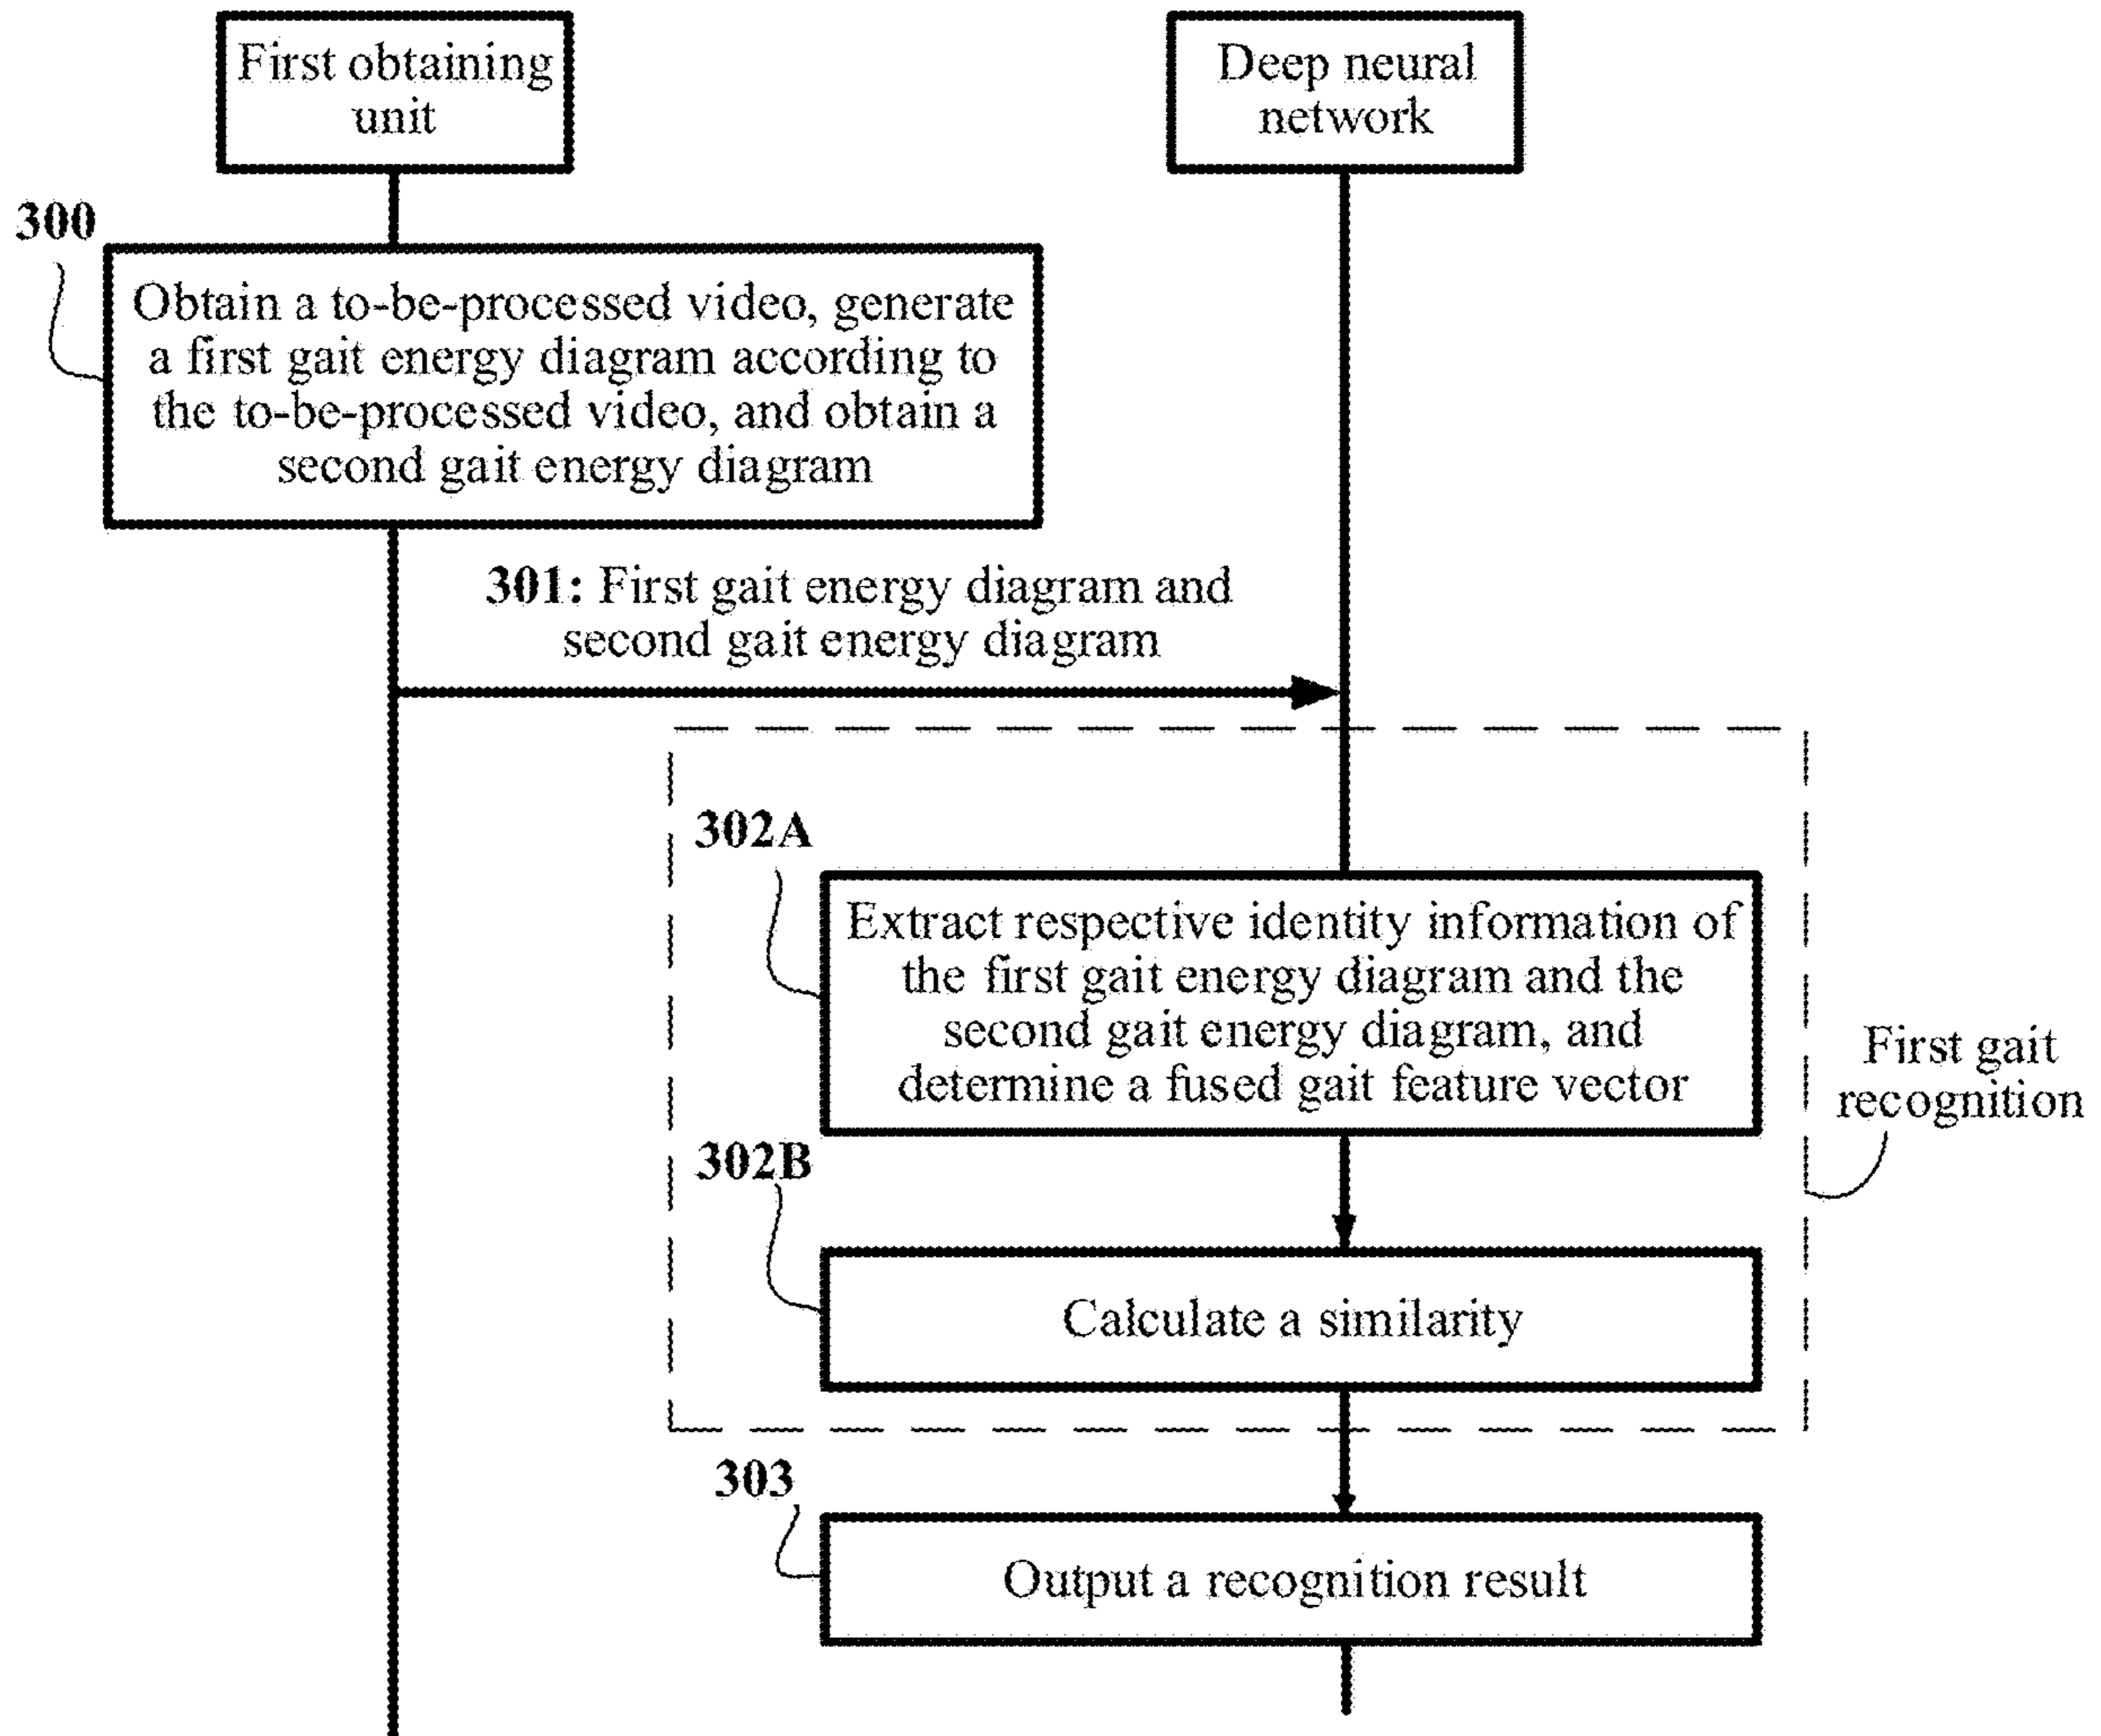 First obtaining
unit
Deep neural
network
300
Obtain a to-be-processed video, generate
a first gait energy diagram according to
the to-be-processed video, and obtain a
second gait energy diagram
301: First gait energy diagram and
second gait energy diagram
302A
Extract respective identity information of
the first gait energy diagram and the
second gait energy diagram, and
determine a fused gait feature vector
First gait
recognition
302B
Calculate a similarity
303
Output a recognition result